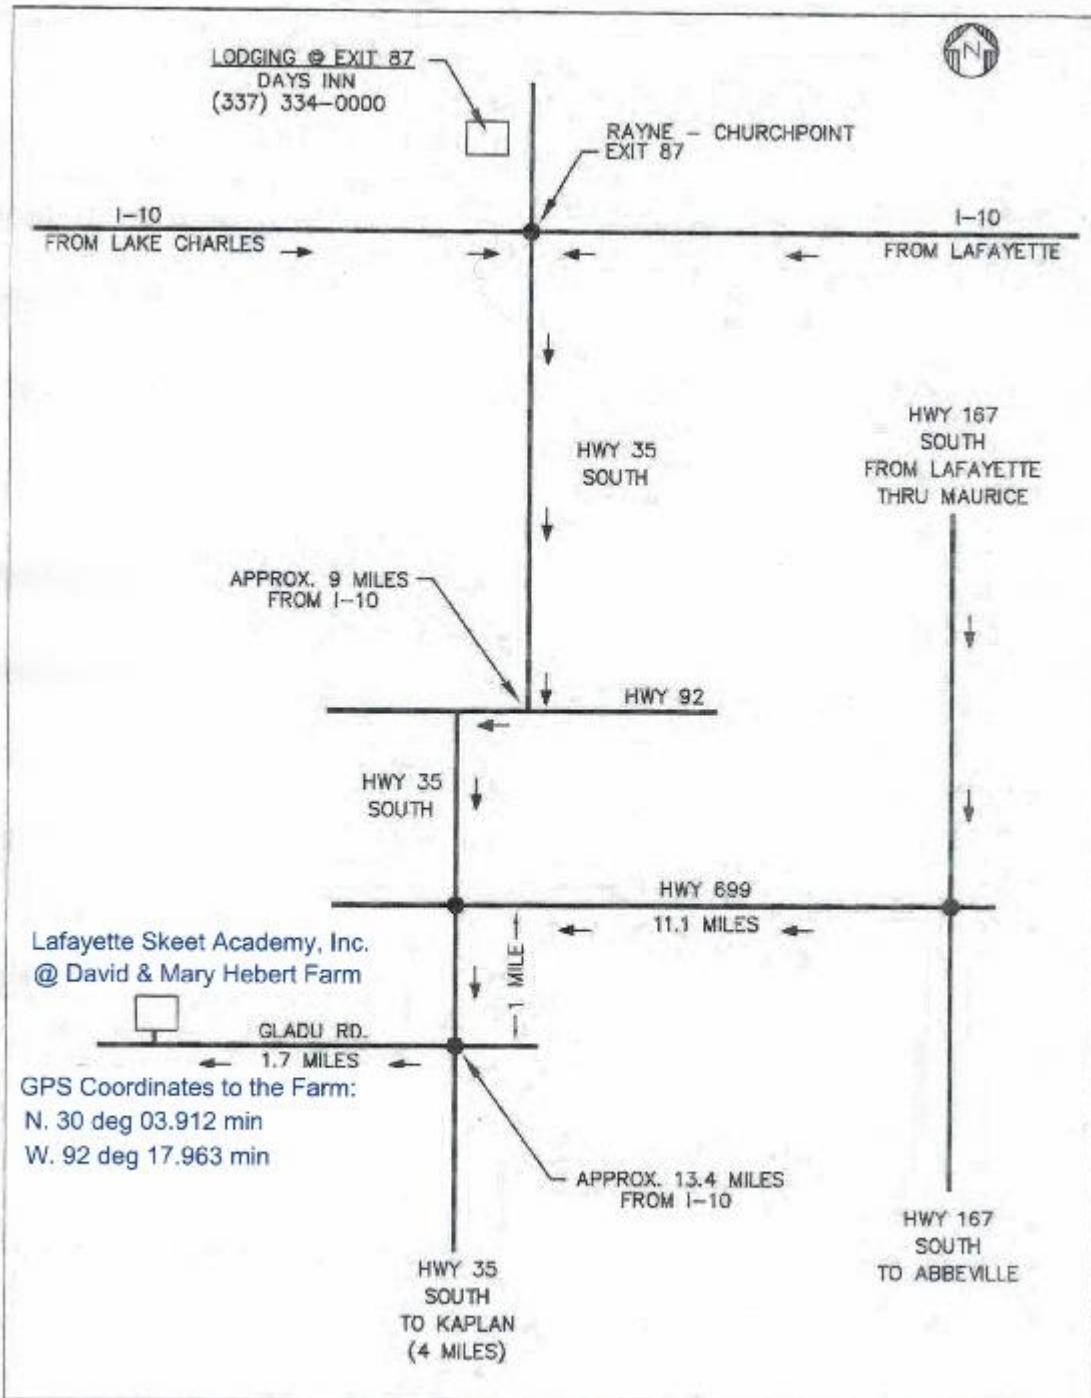 N
LODGING @ EXIT 87
DAYS INN
(337) 334-0000
RAYNE - CHURCHPOINT
EXIT 87
I-10
FROM LAKE CHARLES
I-10
FROM LAFAYETTE
HWY 35
SOUTH
HWY 167
SOUTH
FROM LAFAYETTE
THRU MAURICE
APPROX. 9 MILES
FROM I-10
HWY 92
HWY 35
SOUTH
HWY 699
11.1 MILES
1 MILE
Lafayette Skeet Academy, Inc.
@ David & Mary Hebert Farm
GLADU RD.
1.7 MILES
GPS Coordinates to the Farm:
N. 30 deg 03.912 min
W. 92 deg 17.963 min
APPROX. 13.4 MILES
FROM I-10
HWY 35
SOUTH
TO KAPLAN
(4 MILES)
HWY 167
SOUTH
TO ABBEVILLE